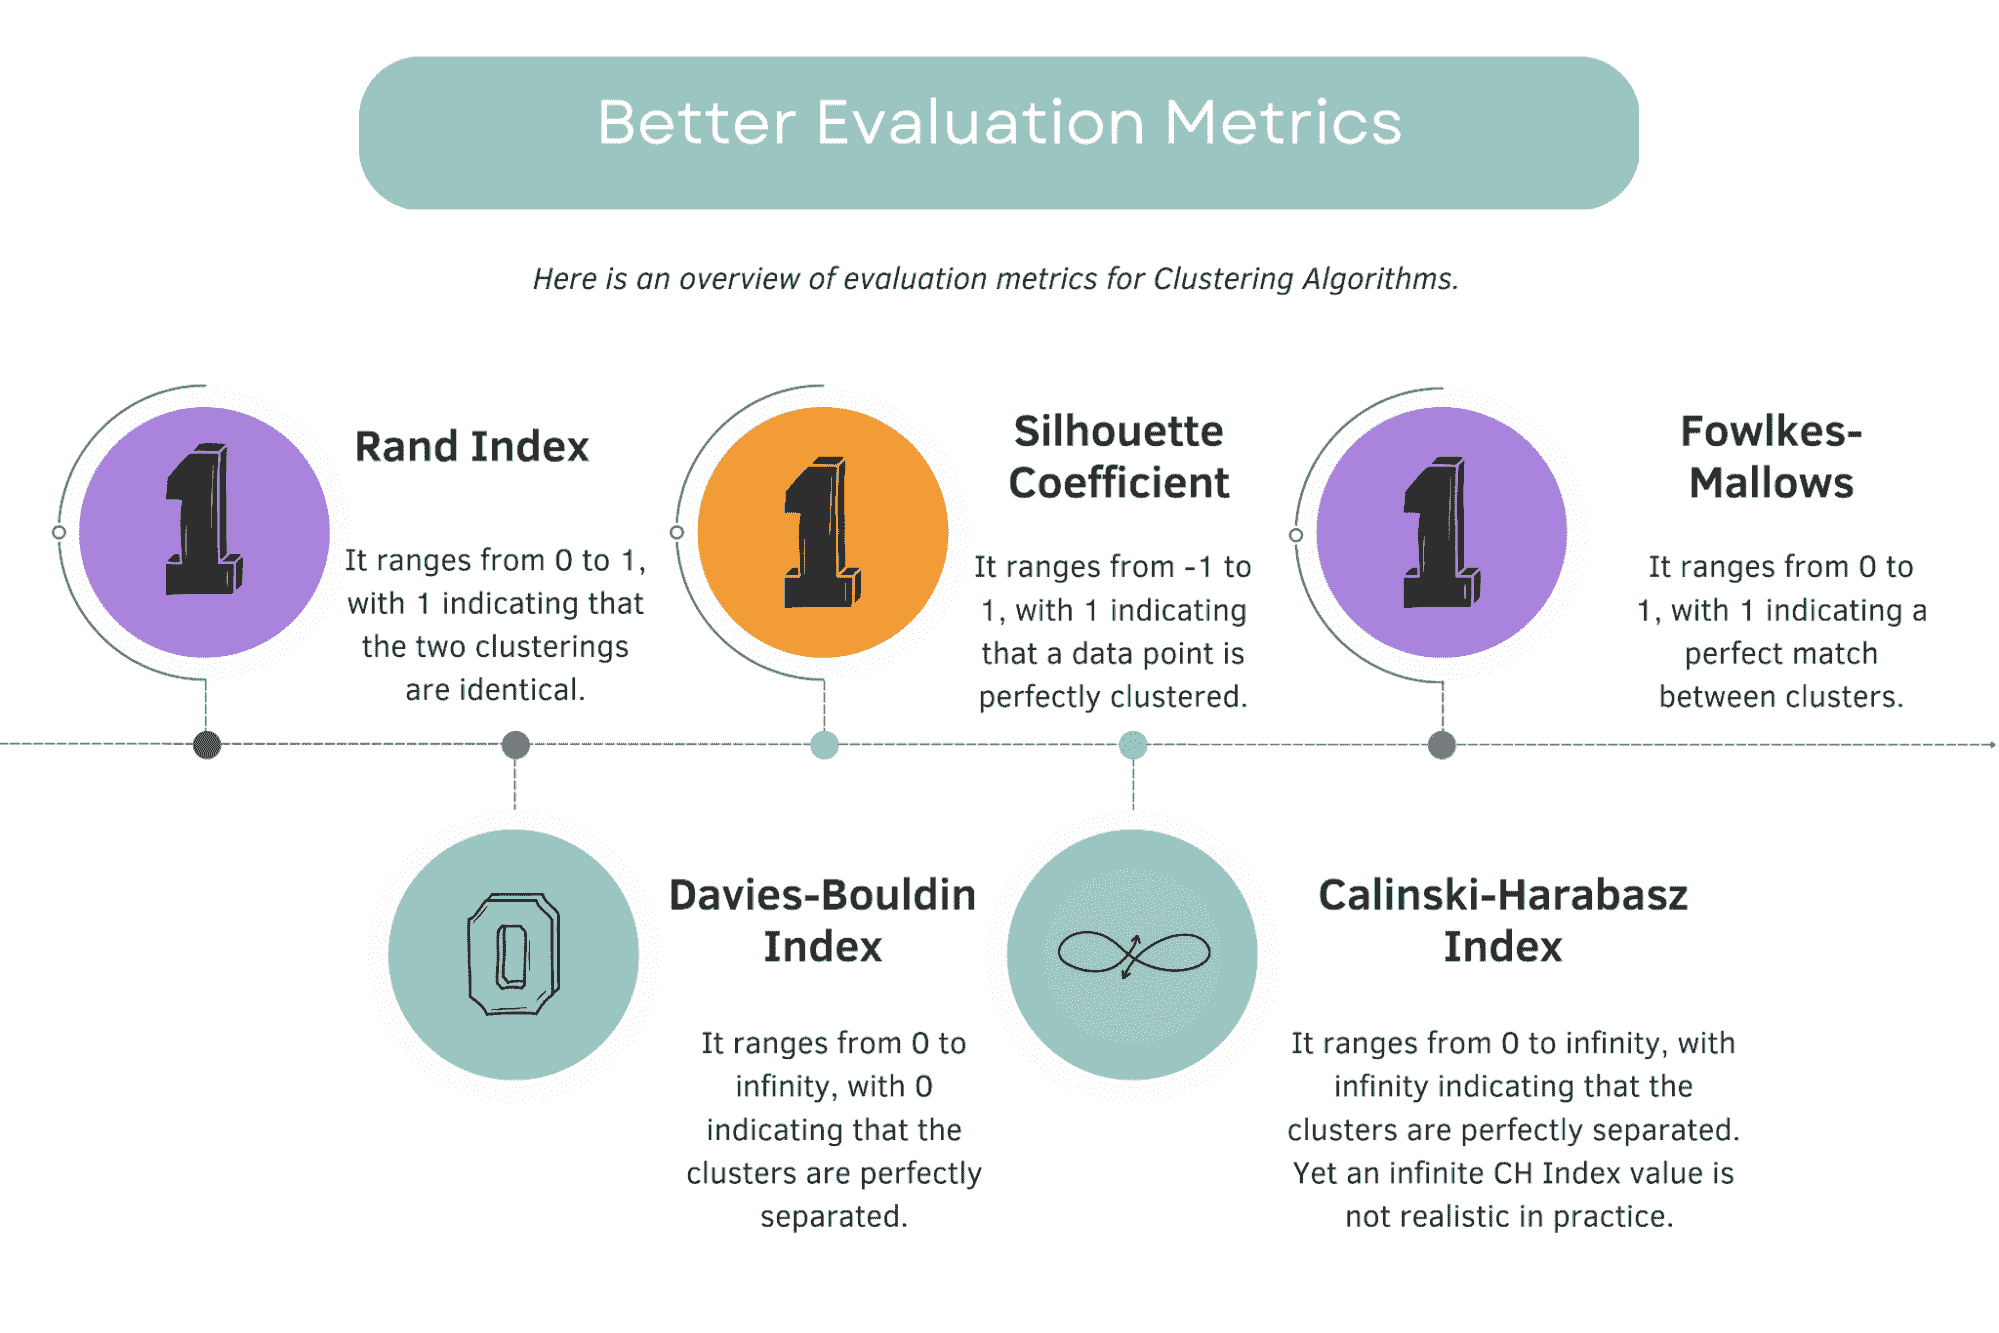 Better Evaluation Metrics
Here is an overview of evaluation metrics for Clustering Algorithms.
1
Rand Index
It ranges from 0 to 1,
with 1 indicating that
the two clusterings
are identical.
1
Silhouette
Coefficient
It ranges from -1 to
1, with 1 indicating
that a data point is
perfectly clustered.
1
Fowlkes-
Mallows
It ranges from 0 to
1, with 1 indicating a
perfect match
between clusters.
0
Davies-Bouldin
Index
It ranges from 0 to
infinity, with 0
indicating that the
clusters are perfectly
separated.
Calinski-Harabasz
Index
It ranges from 0 to infinity, with
infinity indicating that the
clusters are perfectly separated.
Yet an infinite CH Index value is
not realistic in practice.